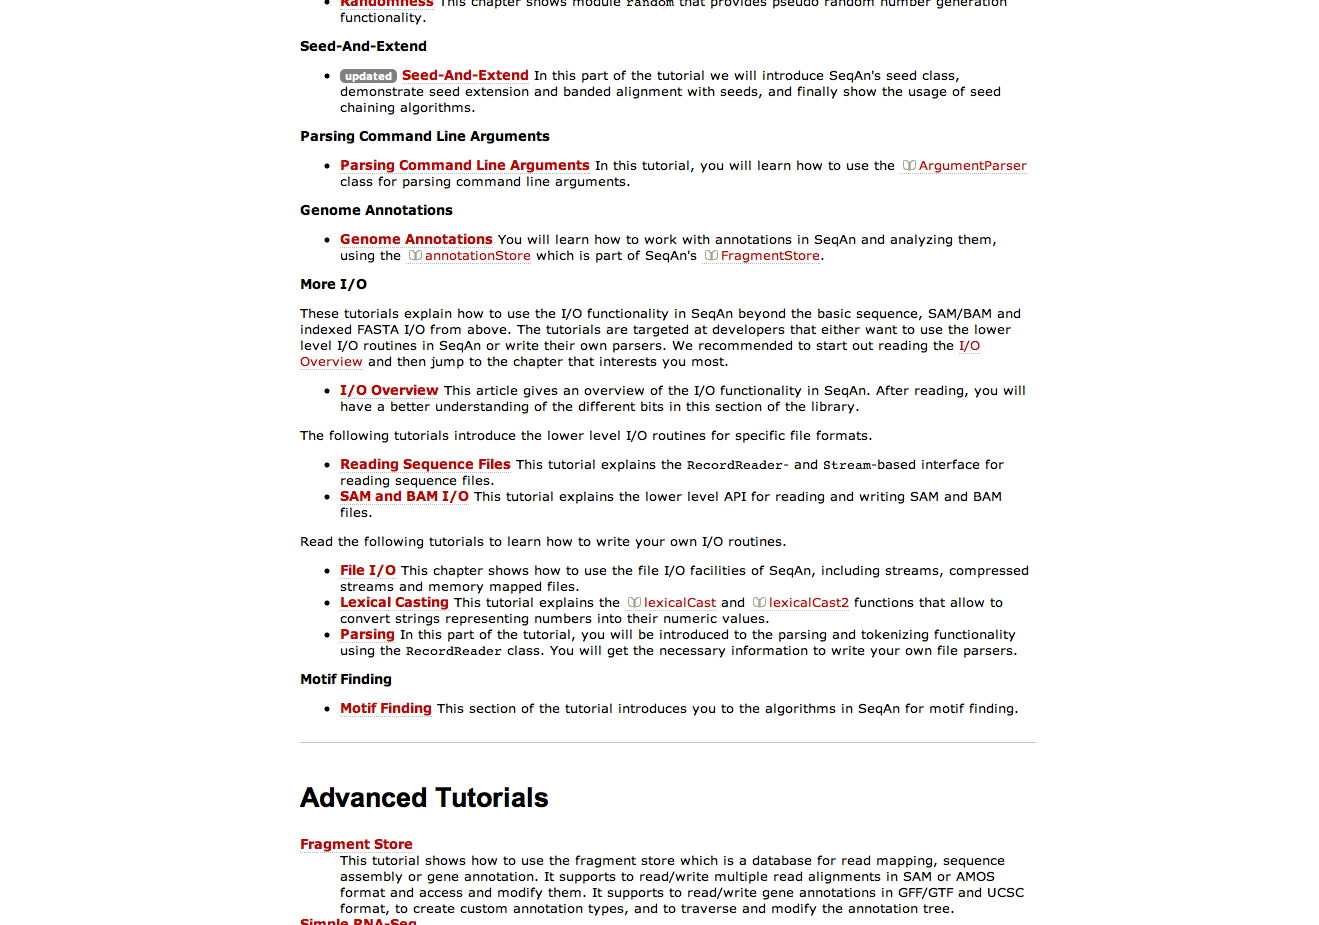 Randomness This chapter shows module random that provides pseudo random number generation
functionality.
Seed-And-Extend
• updated Seed-And-Extend In this part of the tutorial we will introduce SeqAn's seed class,
demonstrate seed extension and banded alignment with seeds, and finally show the usage of seed
chaining algorithms.
Parsing Command Line Arguments
• Parsing Command Line Arguments In this tutorial, you will learn how to use the ArgumentParser
class for parsing command line arguments.
Genome Annotations
• Genome Annotations You will learn how to work with annotations in SeqAn and analyzing them,
using the annotationStore which is part of SeqAn's FragmentStore.
More I/O
These tutorials explain how to use the I/O functionality in SeqAn beyond the basic sequence, SAM/BAM and
indexed FASTA I/O from above. The tutorials are targeted at developers that either want to use the lower
level I/O routines in SeqAn or write their own parsers. We recommended to start out reading the I/O
Overview and then jump to the chapter that interests you most.
• I/O Overview This article gives an overview of the I/O functionality in SeqAn. After reading, you will
have a better understanding of the different bits in this section of the library.
The following tutorials introduce the lower level I/O routines for specific file formats.
• Reading Sequence Files This tutorial explains the RecordReader- and Stream-based interface for
reading sequence files.
• SAM and BAM I/O This tutorial explains the lower level API for reading and writing SAM and BAM
files.
Read the following tutorials to learn how to write your own I/O routines.
• File I/O This chapter shows how to use the file I/O facilities of SeqAn, including streams, compressed
streams and memory mapped files.
• Lexical Casting This tutorial explains the lexicalCast and lexicalCast2 functions that allow to
convert strings representing numbers into their numeric values.
• Parsing In this part of the tutorial, you will be introduced to the parsing and tokenizing functionality
using the RecordReader class. You will get the necessary information to write your own file parsers.
Motif Finding
• Motif Finding This section of the tutorial introduces you to the algorithms in SeqAn for motif finding.
Advanced Tutorials
Fragment Store
This tutorial shows how to use the fragment store which is a database for read mapping, sequence
assembly or gene annotation. It supports to read/write multiple read alignments in SAM or AMOS
format and access and modify them. It supports to read/write gene annotations in GFF/GTF and UCSC
format, to create custom annotation types, and to traverse and modify the annotation tree.
Simple RNA-Seq